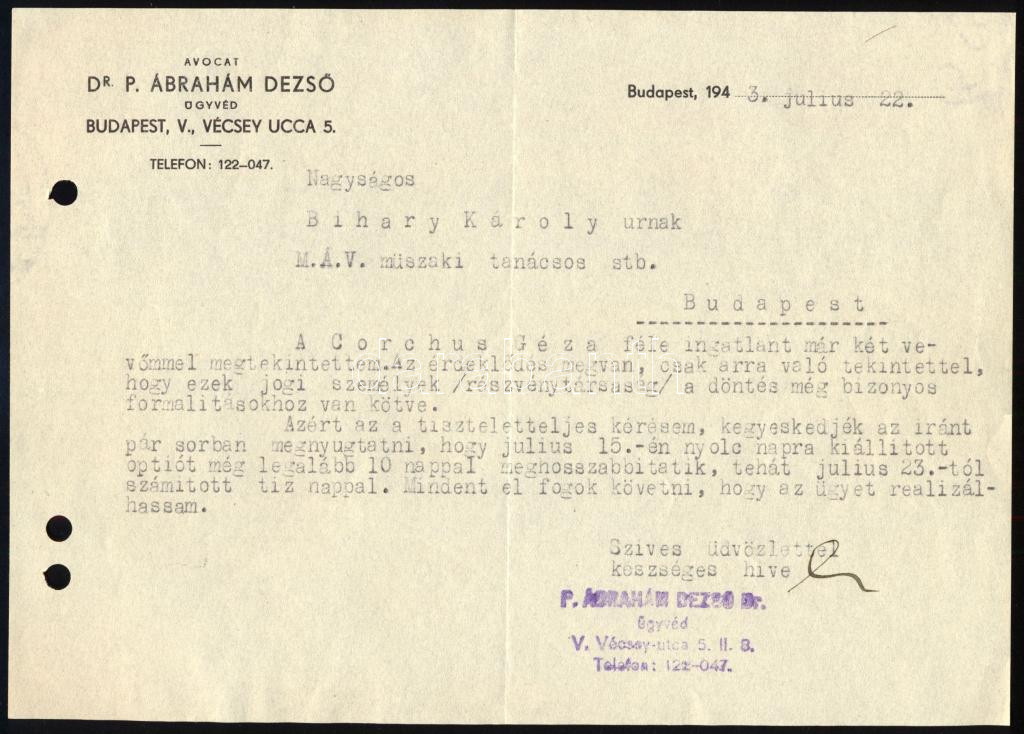 AVOCAT
DR. P. ÁBRAHÁM DEZSŐ
ÜGYVÉD
BUDAPEST, V., VÉCSEY UCCA 5.
TELEFON: 122–047.
Budapest, 194 3. julius 22.
Nagyságos
Bihary Károly urnak
M.Á.V. müszaki tanácsos stb.
Budapest
A Corchus Géza féle ingatlant már két ve-
vőmmel megtekintettem.Az érdeklődés megvan, csak arra való tekintettel,
hogy ezek jogi személyek /részvénytársaság/ a döntés még bizonyos
formalitásokhoz van kötve.
Azért az a tiszteletteljes kérésem, kegyeskedjék az iránt
pár sorban megnyugtatni, hogy julius 15.-én nyolc napra kiállitott
optiót még legalább 10 nappal meghosszabbitatik, tehát julius 23.-tól
számitott tiz nappal. Mindent el fogok követni, hogy az ügyet realizál-
hassam.
Szives üdvözlettel
készséges hive
P. ÁBRAHÁM DEZSŐ Dr.
ügyvéd
V. Vécsey-utca 5. II. 8.
Telefon: 122-047.